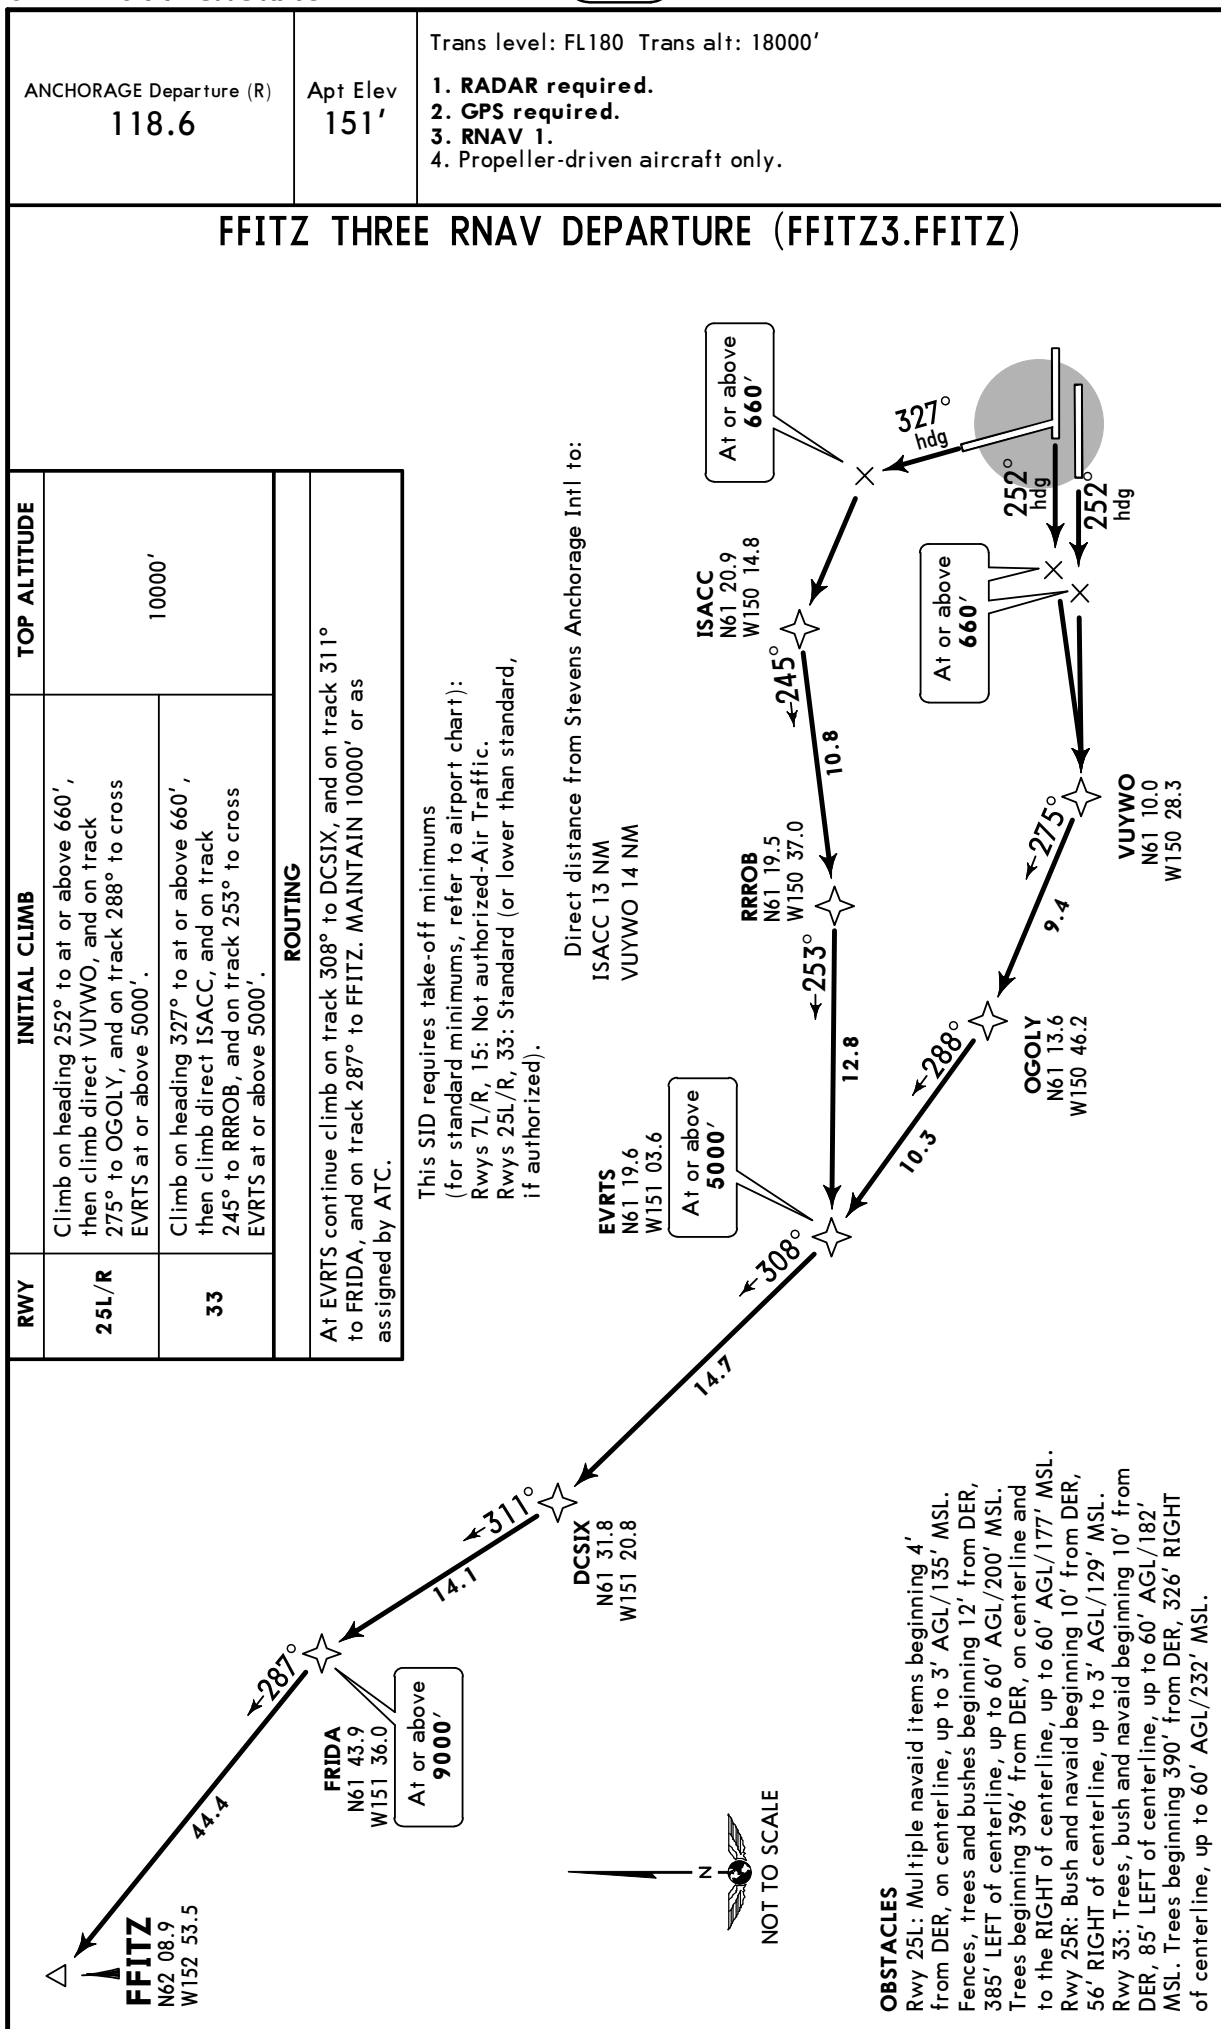 ANCHORAGE Departure (R)
118.6
Apt Elev
151'
Trans level: FL180 Trans alt: 18000'
1. RADAR required.
2. GPS required.
3. RNAV 1.
4. Propeller-driven aircraft only.
FFITZ THREE RNAV DEPARTURE (FFITZ3.FFITZ)
RWY
INITIAL CLIMB
TOP ALTITUDE
25L/R
Climb on heading 252° to at or above 660',
then climb direct VUYWO, and on track
275° to OGOLY, and on track 288° to cross
EVRTS at or above 5000'.
10000'
33
Climb on heading 327° to at or above 660',
then climb direct ISACC, and on track
245° to RRROB, and on track 253° to cross
EVRTS at or above 5000'.
ROUTING
At EVRTS continue climb on track 308° to DCSIX, and on track 311°
to FRIDA, and on track 287° to FFITZ. MAINTAIN 10000' or as
assigned by ATC.
This SID requires take-off minimums
(for standard minimums, refer to airport chart):
Rwys 7L/R, 15: Not authorized-Air Traffic.
Rwys 25L/R, 33: Standard (or lower than standard,
if authorized).
Direct distance from Stevens Anchorage Intl to:
ISACC 13 NM
VUYWO 14 NM
At or above
660'
327°
hdg
252°
hdg
252°
hdg
At or above
660'
ISACC
N61 20.9
W150 14.8
245°
10.8
RRROB
N61 19.5
W150 37.0
253°
12.8
VUYWO
N61 10.0
W150 28.3
275°
9.4
OGOLY
N61 13.6
W150 46.2
288°
10.3
EVRTS
N61 19.6
W151 03.6
At or above
5000'
308°
14.7
DCSIX
N61 31.8
W151 20.8
311°
14.1
FRIDA
N61 43.9
W151 36.0
At or above
9000'
287°
44.4
FFITZ
N62 08.9
W152 53.5
N
NOT TO SCALE
OBSTACLES
Rwy 25L: Multiple navaid items beginning 4'
from DER, on centerline, up to 3' AGL/135' MSL.
Fences, trees and bushes beginning 12' from DER,
385' LEFT of centerline, up to 60' AGL/200' MSL.
Trees beginning 396' from DER, on centerline and
to the RIGHT of centerline, up to 60' AGL/177' MSL.
Rwy 25R: Bush and navaid beginning 10' from DER,
56' RIGHT of centerline, up to 3' AGL/129' MSL.
Rwy 33: Trees, bush and navaid beginning 10' from
DER, 85' LEFT of centerline, up to 60' AGL/182'
MSL. Trees beginning 390' from DER, 326' RIGHT
of centerline, up to 60' AGL/232' MSL.